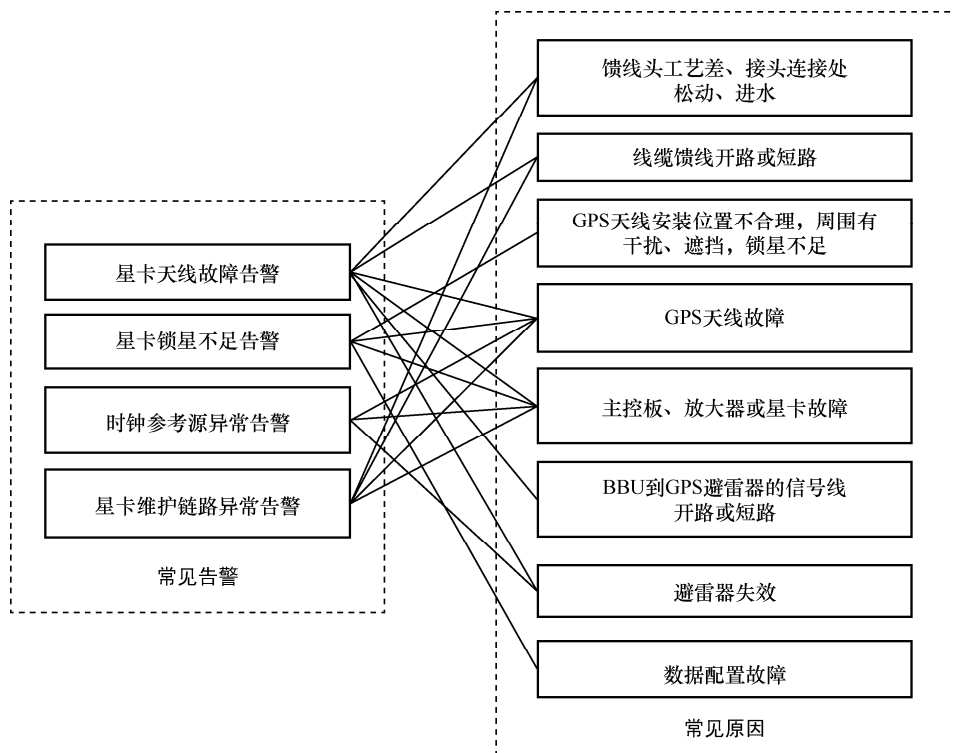 星卡天线故障告警
星卡锁星不足告警
时钟参考源异常告警
星卡维护链路异常告警
常见告警
馈线头工艺差、接头连接处
松动、进水
线缆馈线开路或短路
GPS天线安装位置不合理，周围有
干扰、遮挡，锁星不足
GPS天线故障
主控板、放大器或星卡故障
BBU到GPS避雷器的信号线
开路或短路
避雷器失效
数据配置故障
常见原因